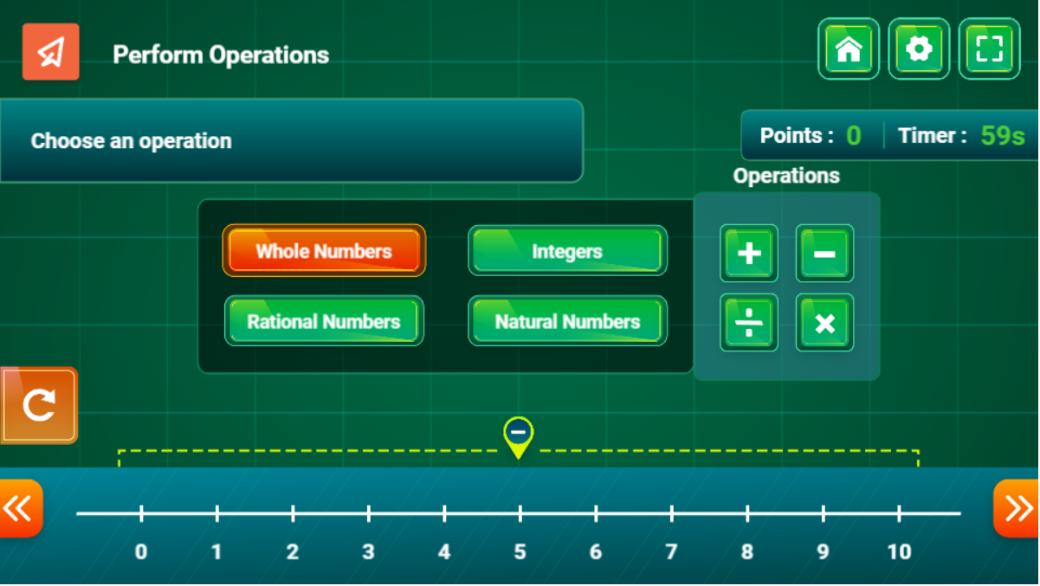 Perform Operations
Choose an operation
Points : 0 Timer : 59s
Operations
Whole Numbers Integers + −
Rational Numbers Natural Numbers ÷ ×
−
0 1 2 3 4 5 6 7 8 9 10